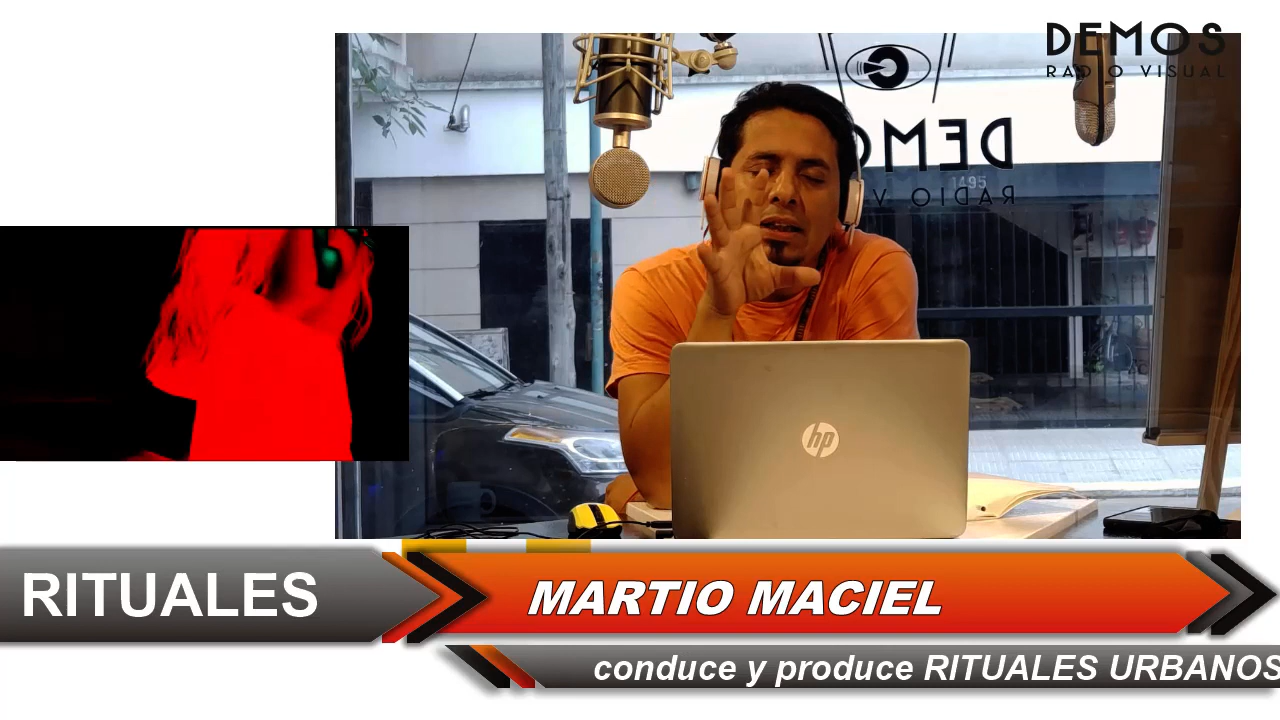 DEMOS
RADIO VISUAL
DEMO
1495
RADIO V
hp
RITUALES
MARTIO MACIEL
conduce y produce RITUALES URBANOS